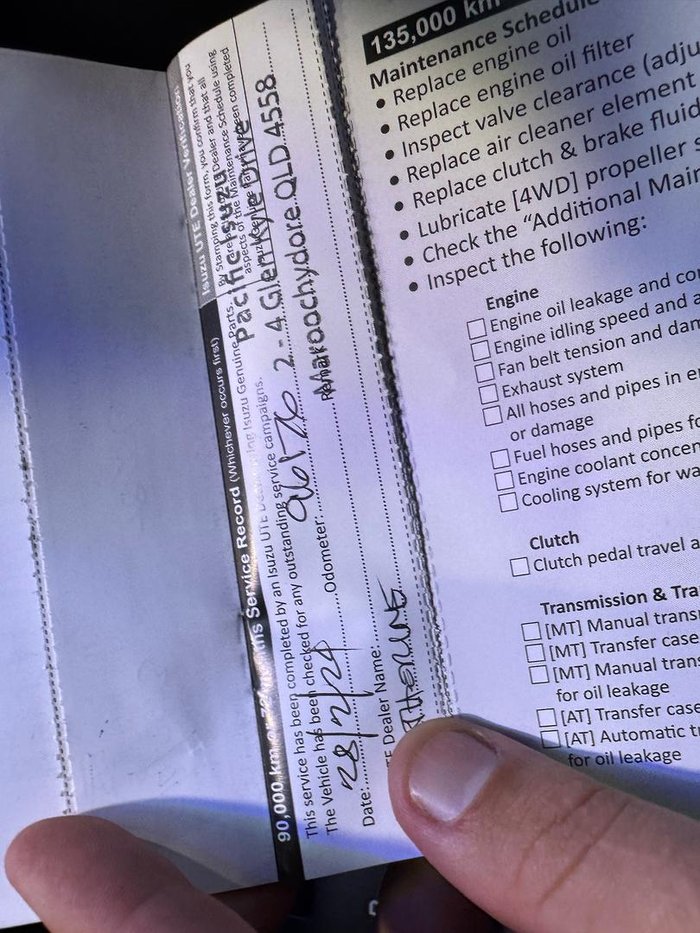 90,000 km or 72 months Service Record (Whichever occurs first)
This service has been completed by an Isuzu UTE Dealer using Isuzu Genuine Parts.
The Vehicle has been checked for any outstanding service campaigns.
Date: 28/2/24 Odometer: 96176
UTE Dealer Name:
Isuzu UTE Dealer Verification
By Stamping this form, you confirm that you
are Dealer and that all
aspects of the Maintenance Schedule using
been completed
Pacific Isuzu
2 - 4 Glenkyle Drive
Maroochydore QLD 4558
135,000 km
Maintenance Schedule
• Replace engine oil
• Replace engine oil filter
• Inspect valve clearance (adju
• Replace air cleaner element
• Replace clutch & brake fluid
• Lubricate [4WD] propeller s
• Check the “Additional Main
• Inspect the following:
Engine
Engine oil leakage and co
Engine idling speed and a
Fan belt tension and dam
Exhaust system
All hoses and pipes in e
or damage
Fuel hoses and pipes fo
Engine coolant concen
Cooling system for wa
Clutch
Clutch pedal travel a
Transmission & Tra
[MT] Manual trans
[MT] Transfer case
[MT] Manual trans
for oil leakage
[AT] Transfer case
[AT] Automatic tr
for oil leakage